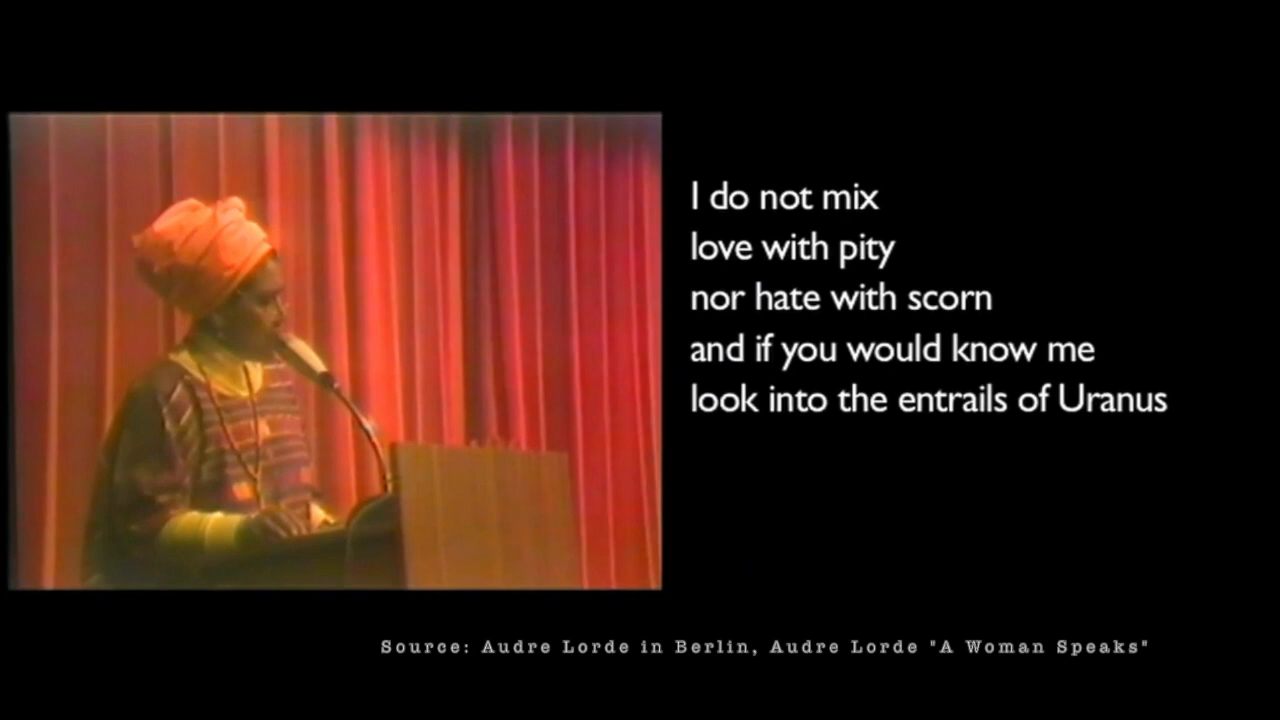 I do not mix
love with pity
nor hate with scorn
and if you would know me
look into the entrails of Uranus
Source: Audre Lorde in Berlin, Audre Lorde "A Woman Speaks"